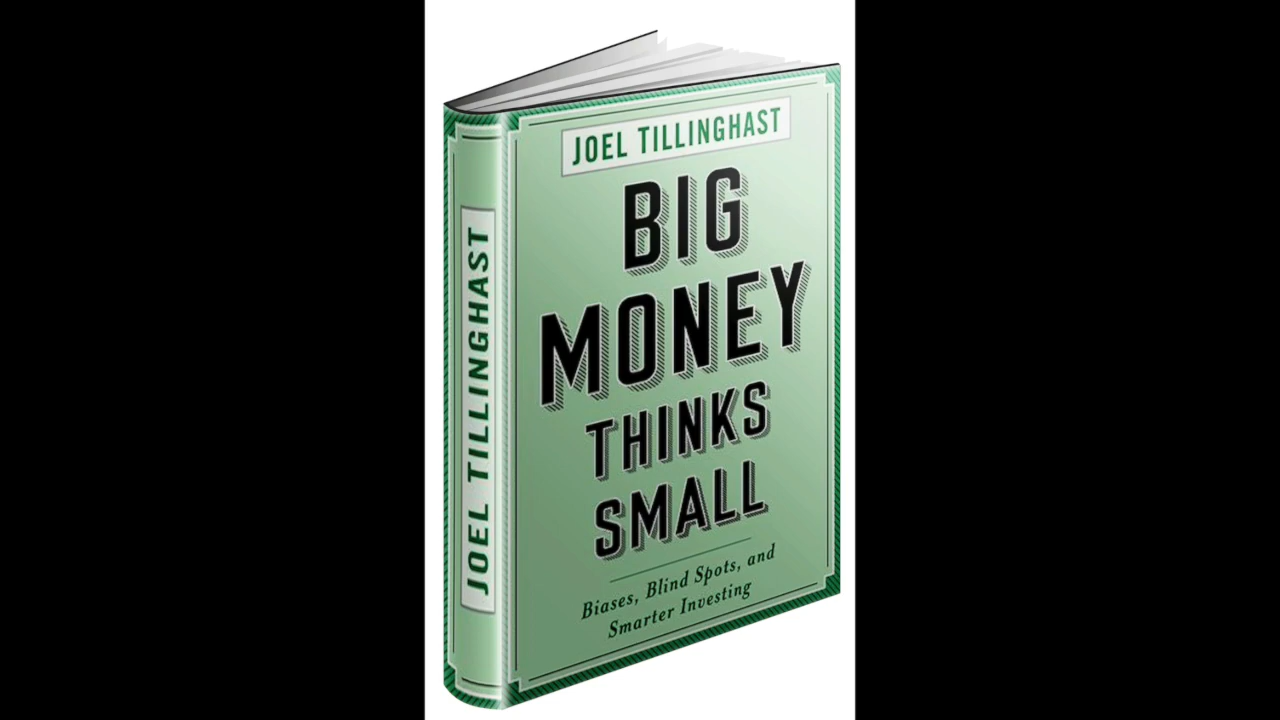 JOEL TILLINGHAST
JOEL TILLINGHAST
BIG
MONEY
THINKS
SMALL
Biases, Blind Spots, and
Smarter Investing